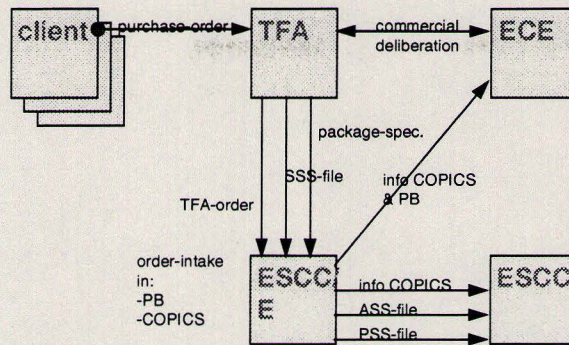 client
purchase-order
TFA
commercial
deliberation
ECE
package-spec.
SSS-file
TFA-order
info COPICS
& PB
order-intake
in:
-PB
-COPICS
ESCC
E
info COPICS
ASS-file
PSS-file
ESCC